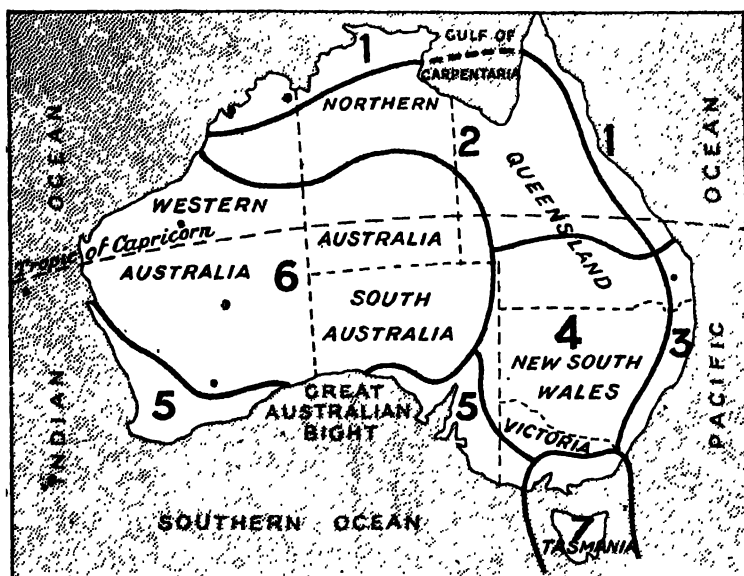 1
GULF OF
CARPENTARIA
NORTHERN
2
1
QUEENSLAND
OCEAN
OCEAN
WESTERN
Tropic of Capricorn
AUSTRALIA
AUSTRALIA
6
SOUTH
AUSTRALIA
4
NEW SOUTH
WALES
3
PACIFIC
INDIAN
5
GREAT
AUSTRALIAN
BIGHT
5
VICTORIA
SOUTHERN OCEAN
7
TASMANIA